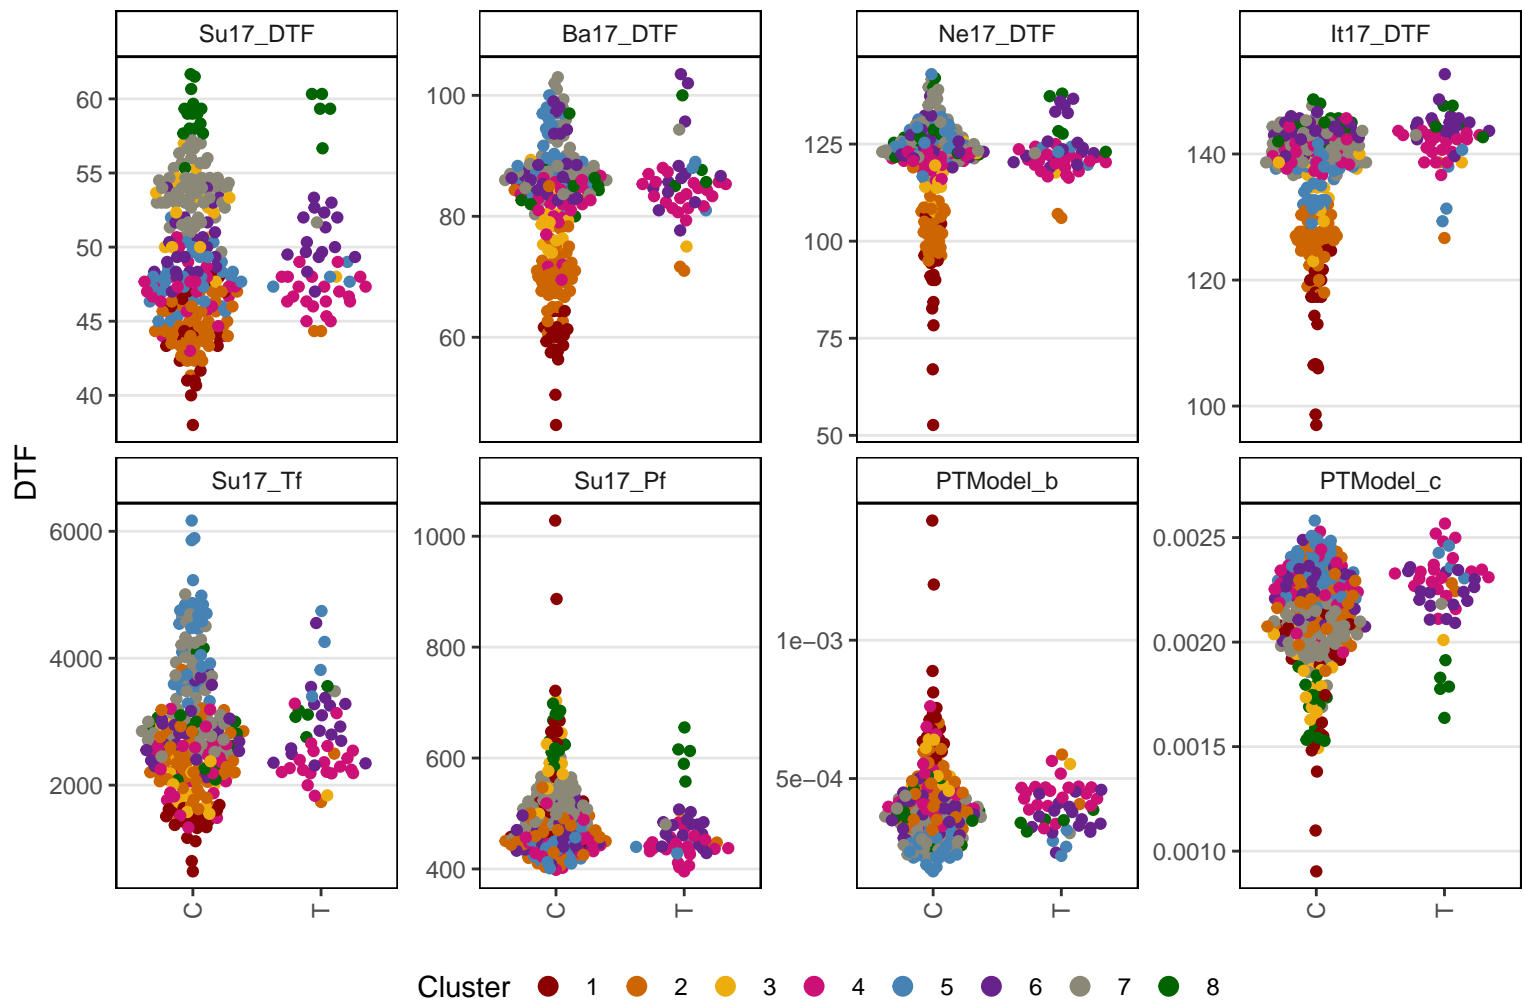 Su17_DTF
Ba17_DTF
Ne17_DTF
It17_DTF
60
55
50
45
40
100
80
60
125
100
75
50
140
120
100
DTF
Su17_Tf
Su17_Pf
PTModel_b
PTModel_c
6000
4000
2000
1000
800
600
400
1e−03
5e−04
0.0025
0.0020
0.0015
0.0010
C
T
C
T
C
T
C
T
Cluster 1 2 3 4 5 6 7 8